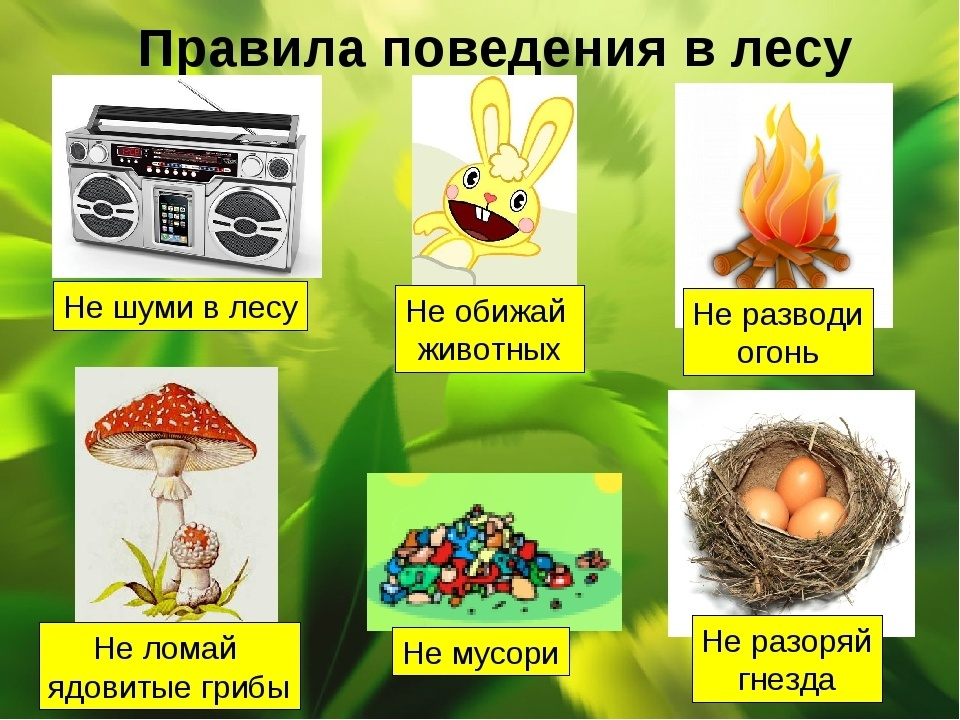 Правила поведения в лесу
Не шуми в лесу
Не обижай
животных
Не разводи
огонь
Не ломай
ядовитые грибы
Не мусори
Не разоряй
гнезда